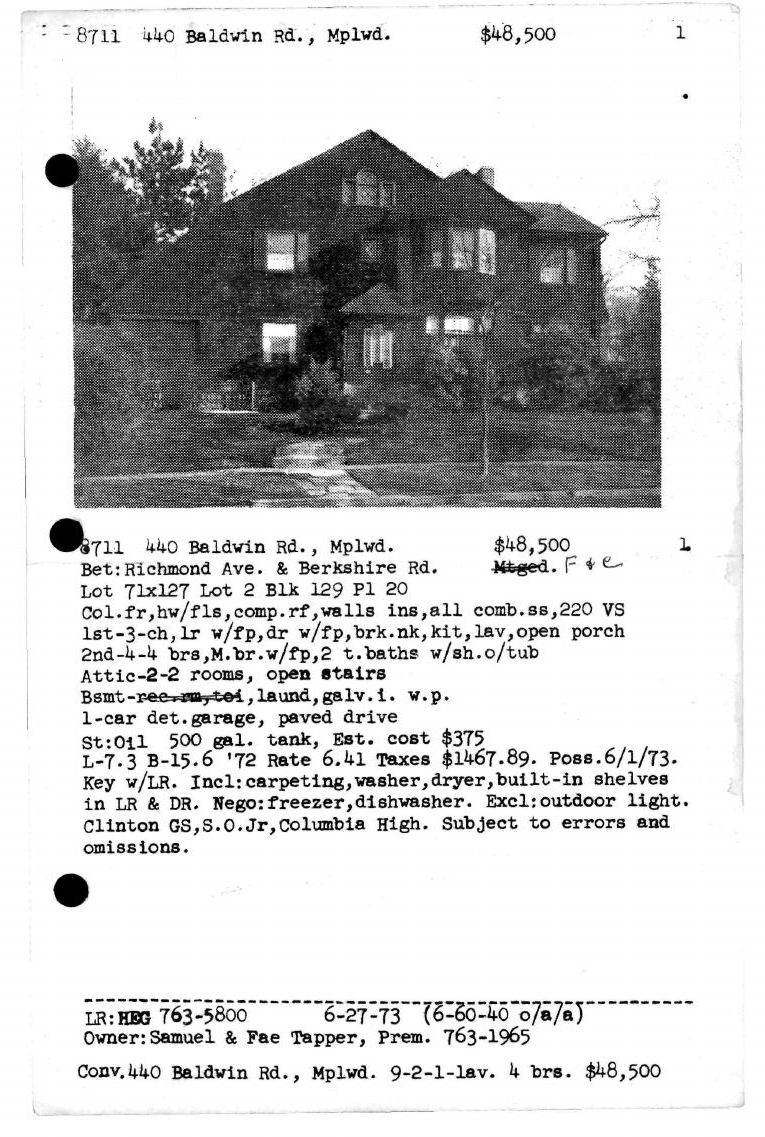 8711 440 Baldwin Rd., Mplwd. $48,500 1
8711 440 Baldwin Rd., Mplwd. $48,500 1
Bet:Richmond Ave. & Berkshire Rd. Mtged. F & C
Lot 71x127 Lot 2 Blk 129 Pl 20
Col.fr,hw/fls,comp.rf,walls ins,all comb.ss,220 VS
1st-3-ch,lr w/fp,dr w/fp,brk.nk,kit,lav,open porch
2nd-4-4 brs,M.br.w/fp,2 t.baths w/sh.o/tub
Attic-2-2 rooms, open stairs
Bsmt-rec.rm,toi,laund,galv.i. w.p.
1-car det.garage, paved drive
St:Oil 500 gal. tank, Est. cost $375
L-7.3 B-15.6 '72 Rate 6.41 Taxes $1467.89. Poss.6/1/73.
Key w/LR. Incl:carpeting,washer,dryer,built-in shelves
in LR & DR. Nego:freezer,dishwasher. Excl:outdoor light.
Clinton GS,S.O.Jr,Columbia High. Subject to errors and
omissions.
LR:HEG 763-5800 6-27-73 (6-60-40 o/a/a)
Owner:Samuel & Fae Tapper, Prem. 763-1965
Conv.440 Baldwin Rd., Mplwd. 9-2-1-lav. 4 brs. $48,500